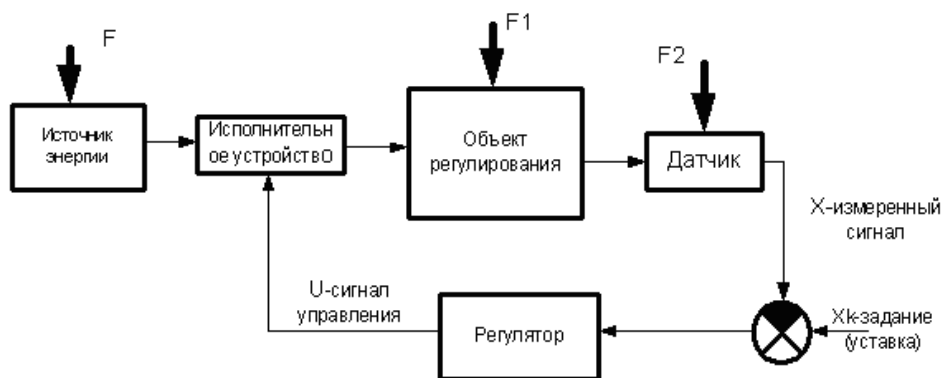 F
F1
F2
Источник
энергии
Исполнительн
ое устройство
Объект
регулирования
Датчик
X-измеренный
сигнал
U-сигнал
управления
Регулятор
Xk-задание
(уставка)